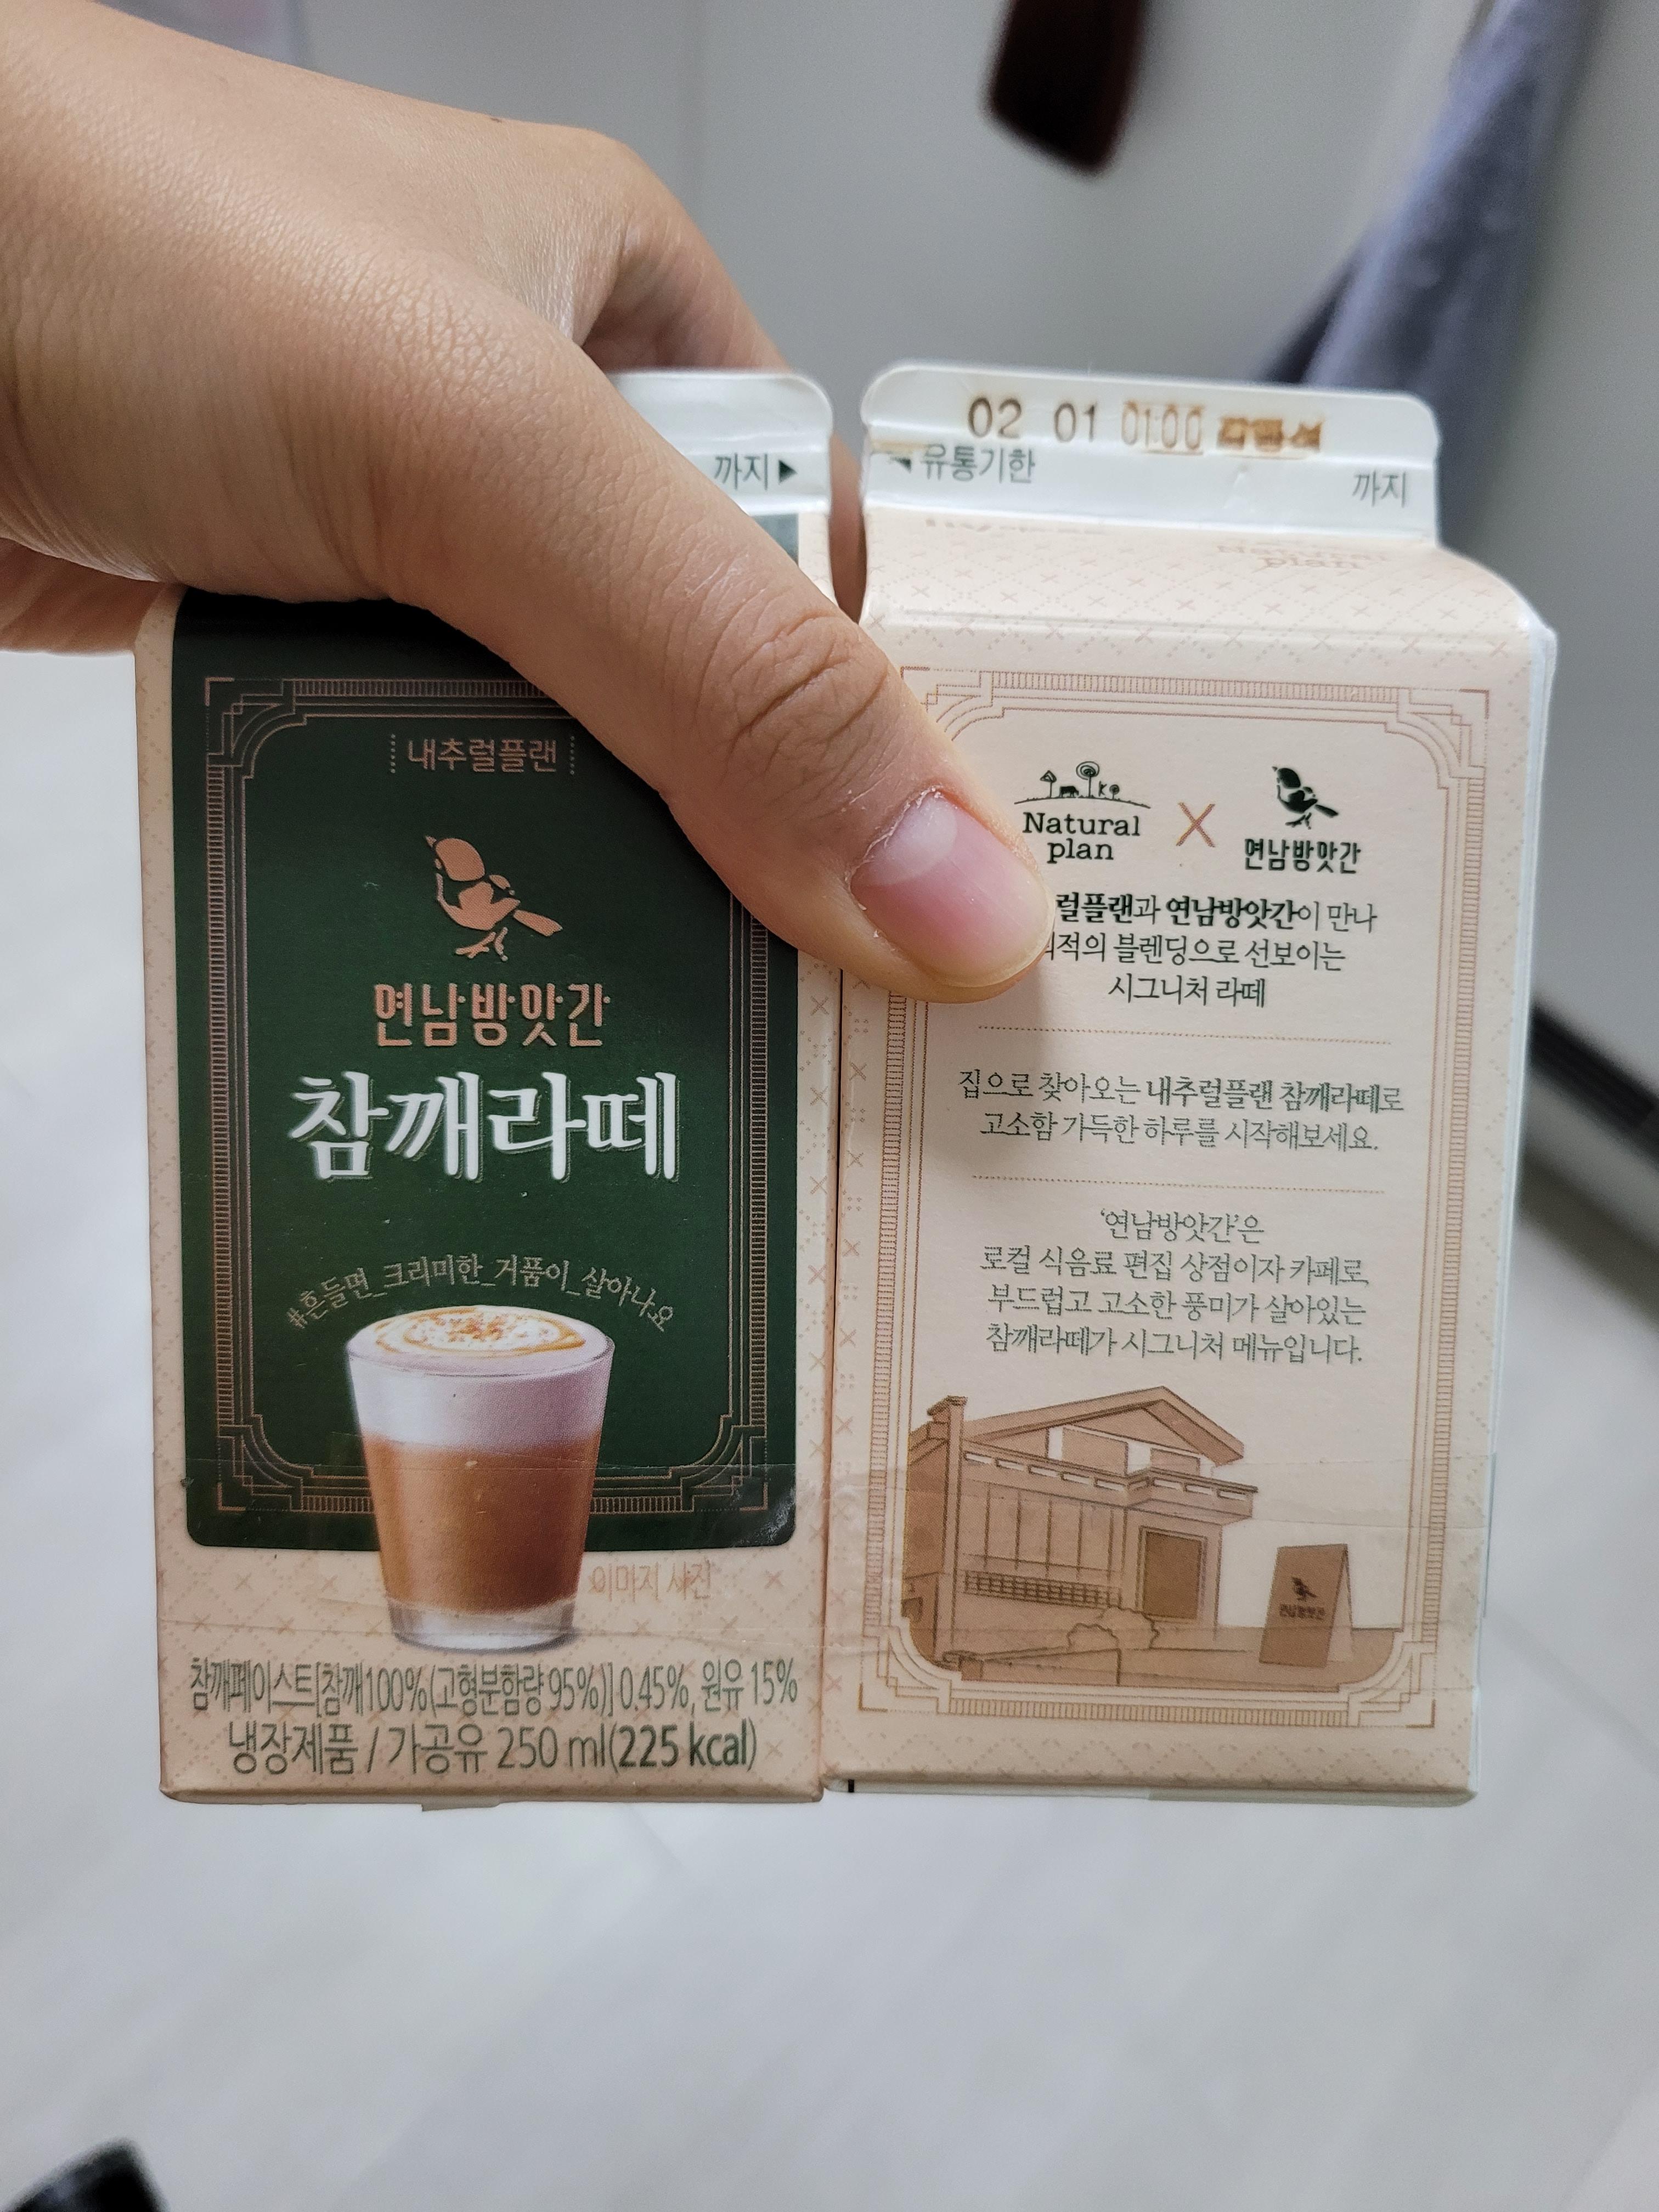 까지▶
내추럴플랜
연남방앗간
참깨라떼
#흔들면_크리미한_거품이_살아나요
이미지 사진
참깨페이스트[참깨100%(고형분함량 95%)] 0.45%, 원유 15%
냉장제품 / 가공유 250 ml(225 kcal)
02 01 01:00
◀유통기한 까지
Natural plan
Natural plan X 연남방앗간
럴플랜과 연남방앗간이 만나
적의 블렌딩으로 선보이는
시그니처 라떼
집으로 찾아오는 내추럴플랜 참깨라떼로
고소함 가득한 하루를 시작해보세요.
‘연남방앗간’은
로컬 식음료 편집 상점이자 카페로
부드럽고 고소한 풍미가 살아있는
참깨라떼가 시그니처 메뉴입니다.
연남방앗간